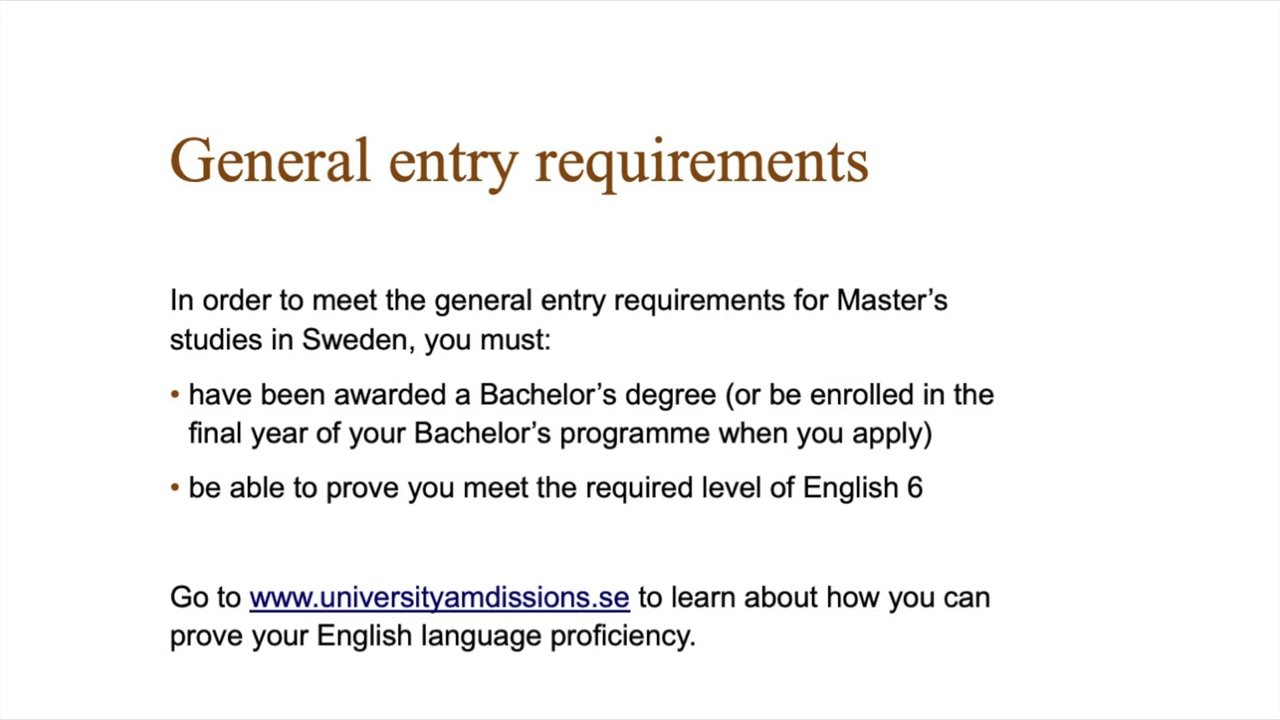 General entry requirements
In order to meet the general entry requirements for Master’s
studies in Sweden, you must:
• have been awarded a Bachelor’s degree (or be enrolled in the
final year of your Bachelor’s programme when you apply)
• be able to prove you meet the required level of English 6
Go to www.universityamdissions.se to learn about how you can
prove your English language proficiency.